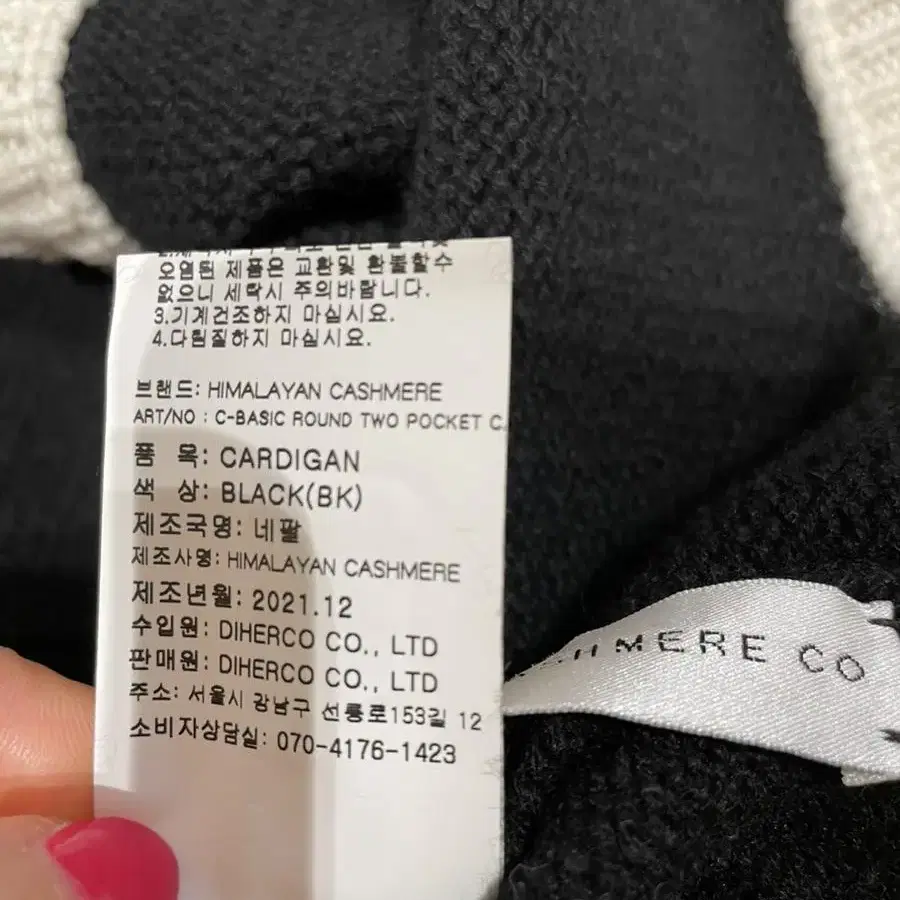 오염된 제품은 교환및 환불할수
없으니 세탁시 주의바랍니다.
3.기계건조하지 마십시요.
4.다림질하지 마십시요.
브랜드: HIMALAYAN CASHMERE
ART/NO : C-BASIC ROUND TWO POCKET C.
품 목: CARDIGAN
색 상: BLACK(BK)
제조국명: 네팔
제조사명: HIMALAYAN CASHMERE
제조년월: 2021.12
수입원: DIHERCO CO., LTD
판매원: DIHERCO CO., LTD
주소: 서울시 강남구 선릉로153길 12
소비자상담실: 070-4176-1423
CO